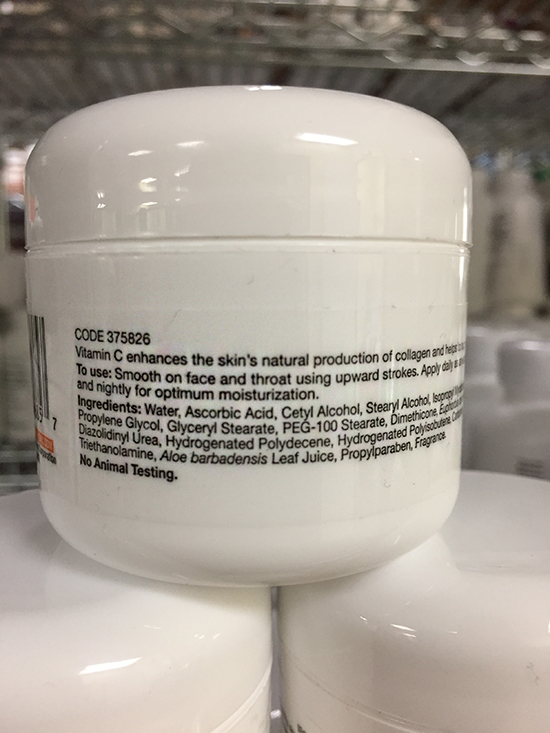 CODE 375826
Vitamin C enhances the skin's natural production of collagen and helps
To use: Smooth on face and throat using upward strokes. Apply daily
and nightly for optimum moisturization.
Ingredients: Water, Ascorbic Acid, Cetyl Alcohol, Stearyl Alcohol, Isopropyl
Propylene Glycol, Glyceryl Stearate, PEG-100 Stearate, Dimethicone,
Diazolidinyl Urea, Hydrogenated Polydecene, Hydrogenated Polyisobutene,
Triethanolamine, Aloe barbadensis Leaf Juice, Propylparaben, Fragrance.
No Animal Testing.
7